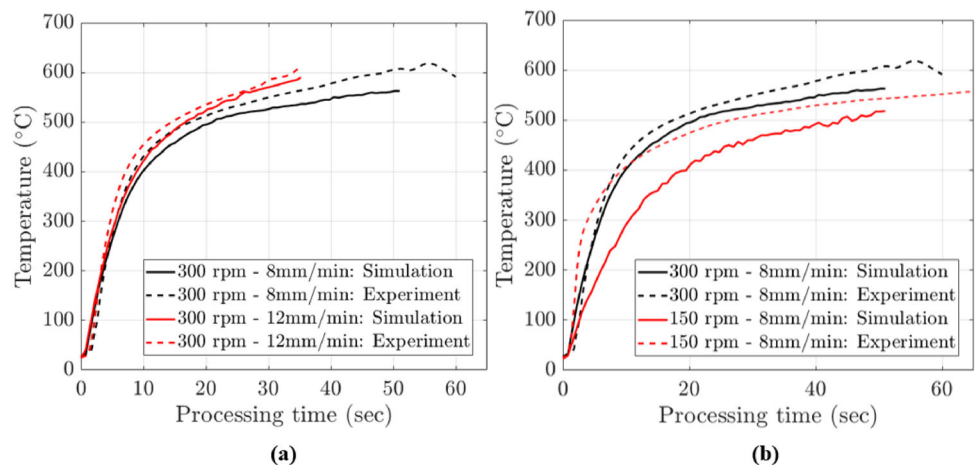 700
600
500
400
300
200
100
0
Temperature (°C)
300 rpm - 8mm/min: Simulation
300 rpm - 8mm/min: Experiment
300 rpm - 12mm/min: Simulation
300 rpm - 12mm/min: Experiment
0 10 20 30 40 50 60
Processing time (sec)
(a)
700
600
500
400
300
200
100
0
Temperature (°C)
300 rpm - 8mm/min: Simulation
300 rpm - 8mm/min: Experiment
150 rpm - 8mm/min: Simulation
150 rpm - 8mm/min: Experiment
0 20 40 60
Processing time (sec)
(b)